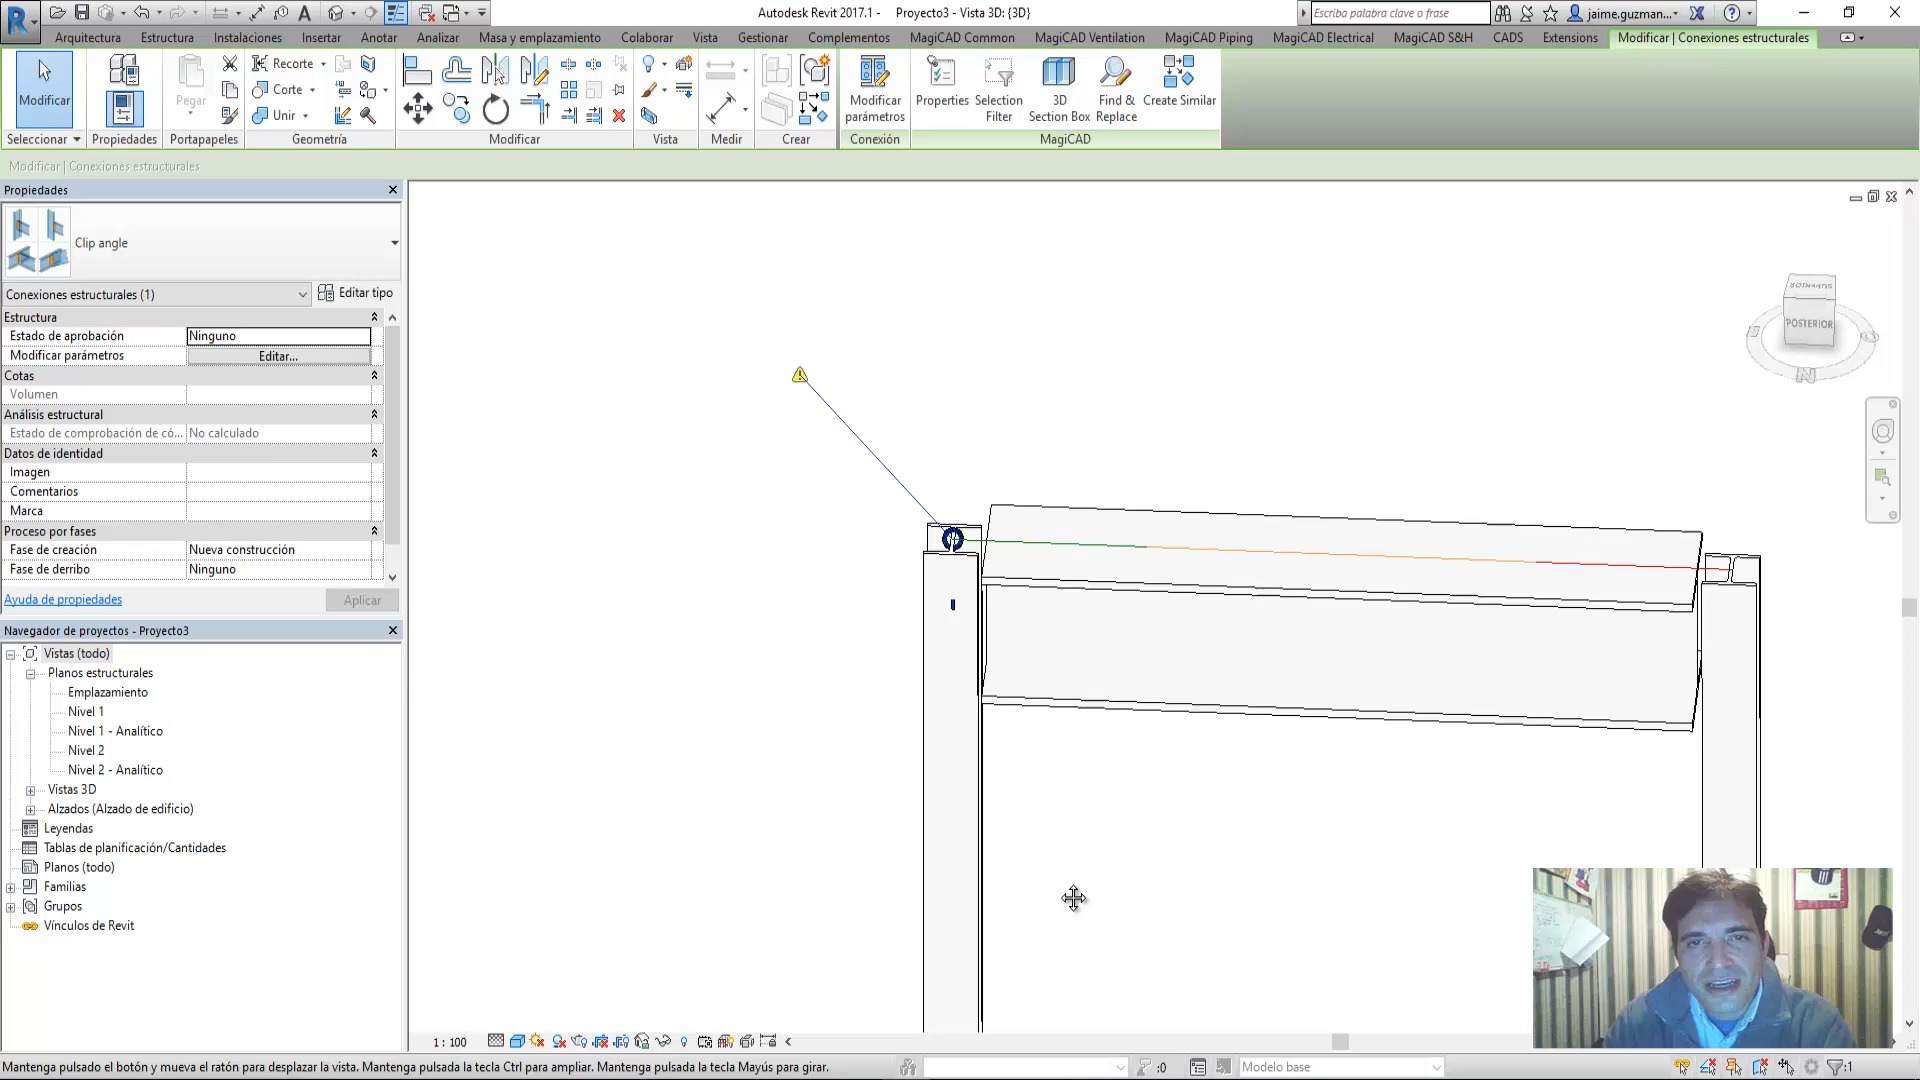 Autodesk Revit 2017.1 - Proyecto3 - Vista 3D: {3D}
Escriba palabra clave o frase
jaime.guzman...
Arquitectura Estructura Instalaciones Insertar Anotar Analizar Masa y emplazamiento Colaborar Vista Gestionar Complementos MagiCAD Common MagiCAD Ventilation MagiCAD Piping MagiCAD Electrical MagiCAD S&H CADS Extensions Modificar | Conexiones estructurales
Modificar
Pegar
Recorte
Corte
Unir
Modificar parámetros
Properties
Selection Filter
3D Section Box
Find & Replace
Create Similar
Seleccionar Propiedades Portapapeles Geometría Modificar Vista Medir Crear Conexión MagiCAD
Modificar | Conexiones estructurales
Propiedades
Clip angle
Conexiones estructurales (1) Editar tipo
Estructura
Estado de aprobación Ninguno
Modificar parámetros Editar...
Cotas
Volumen
Análisis estructural
Estado de comprobación de có... No calculado
Datos de identidad
Imagen
Comentarios
Marca
Proceso por fases
Fase de creación Nueva construcción
Fase de derribo Ninguno
Ayuda de propiedades Aplicar
Navegador de proyectos - Proyecto3
Vistas (todo)
Planos estructurales
Emplazamiento
Nivel 1
Nivel 1 - Analítico
Nivel 2
Nivel 2 - Analítico
Vistas 3D
Alzados (Alzado de edificio)
Leyendas
Tablas de planificación/Cantidades
Planos (todo)
Familias
Grupos
Vínculos de Revit
SUPERIOR
POSTERIOR
S
O
N
1 : 100
Mantenga pulsado el botón y mueva el ratón para desplazar la vista. Mantenga pulsada la tecla Ctrl para ampliar. Mantenga pulsada la tecla Mayús para girar.
:0
Modelo base
:1